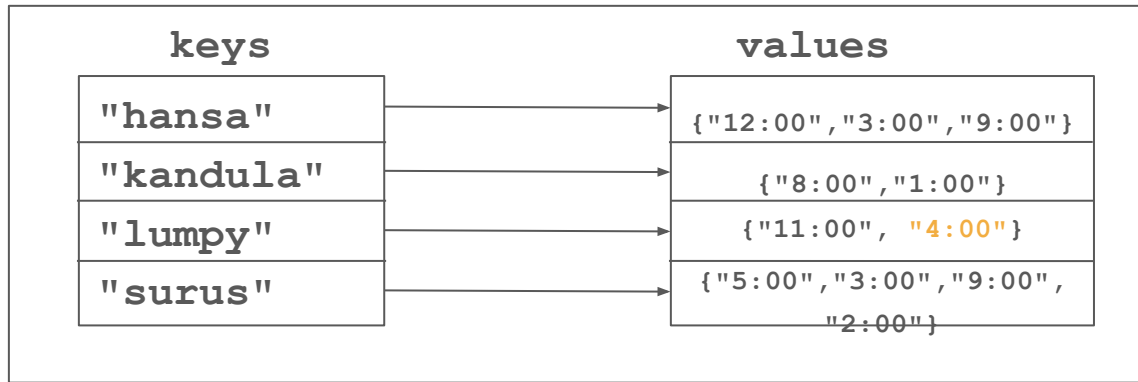 keys values
"hansa" {"12:00","3:00","9:00"}
"kandula" {"8:00","1:00"}
"lumpy" {"11:00", "4:00"}
"surus" {"5:00","3:00","9:00",
"2:00"}